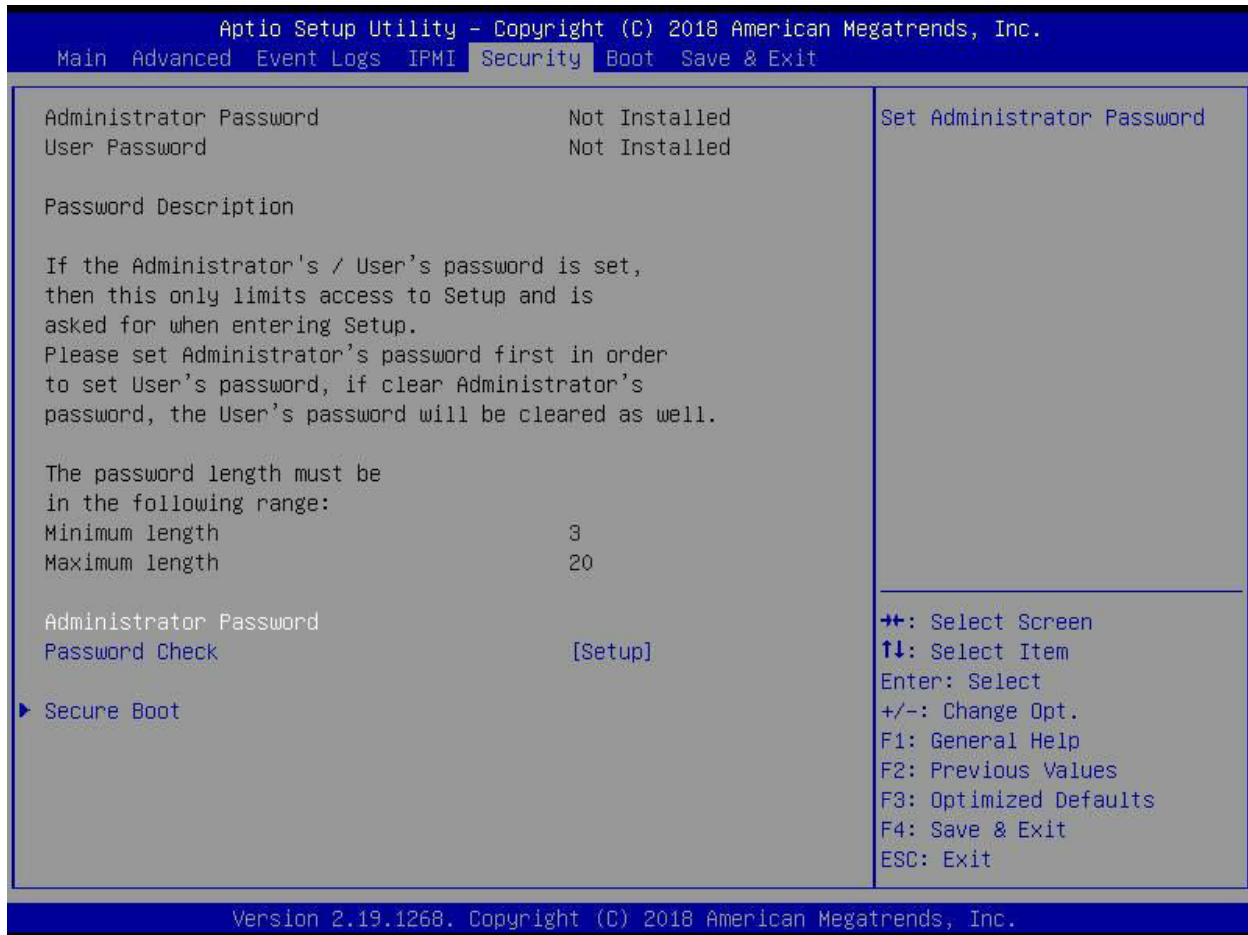 Aptio Setup Utility – Copyright (C) 2018 American Megatrends, Inc.
Main Advanced Event Logs IPMI Security Boot Save & Exit
Administrator Password Not Installed
User Password Not Installed
Password Description
If the Administrator's / User's password is set,
then this only limits access to Setup and is
asked for when entering Setup.
Please set Administrator's password first in order
to set User's password, if clear Administrator's
password, the User's password will be cleared as well.
The password length must be
in the following range:
Minimum length 3
Maximum length 20
Administrator Password
Password Check [Setup]
Secure Boot
Set Administrator Password
→←: Select Screen
↑↓: Select Item
Enter: Select
+/-: Change Opt.
F1: General Help
F2: Previous Values
F3: Optimized Defaults
F4: Save & Exit
ESC: Exit
Version 2.19.1268. Copyright (C) 2018 American Megatrends, Inc.